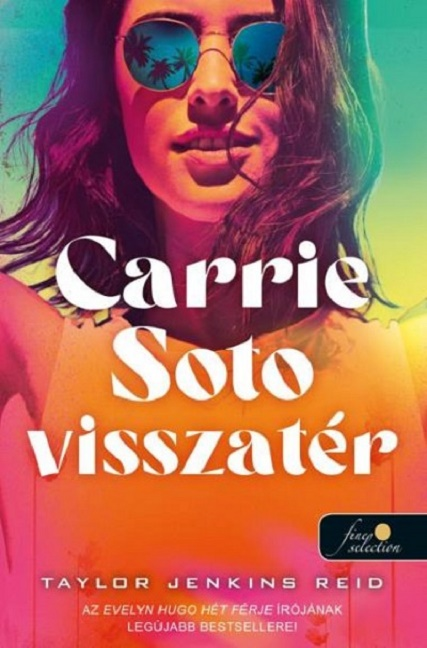 Carrie
Soto
visszatér
fine
selection
TAYLOR JENKINS REID
AZ EVELYN HUGO HÉT FÉRJE ÍRÓJÁNAK
LEGÚJABB BESTSELLERE!